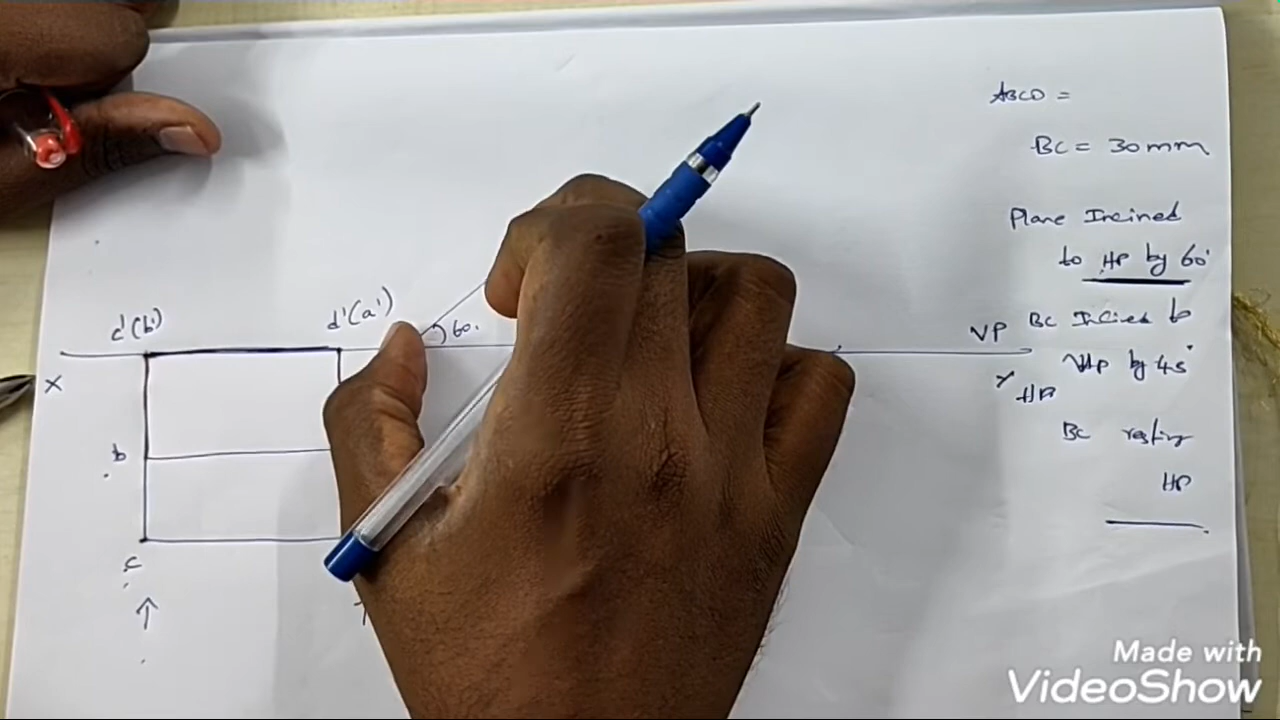 ABCD =
BC = 30mm
Plane Inclined
to HP by 60°
c'(b')
d'(a')
60°
VP
BC Inclined to
X
Y
HP
VHP by 45°
b
BC resting
HP
c
Made with
VideoShow